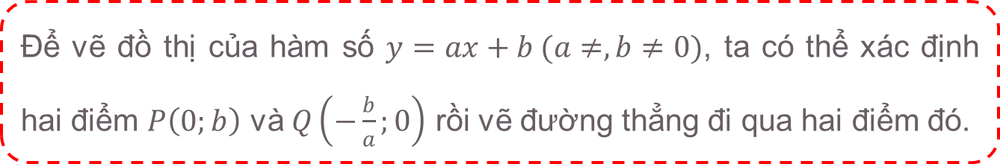 Để vẽ đồ thị của hàm số y = ax + b (a ≠, b ≠ 0), ta có thể xác định
hai điểm P(0; b) và Q (−b/a; 0) rồi vẽ đường thẳng đi qua hai điểm đó.